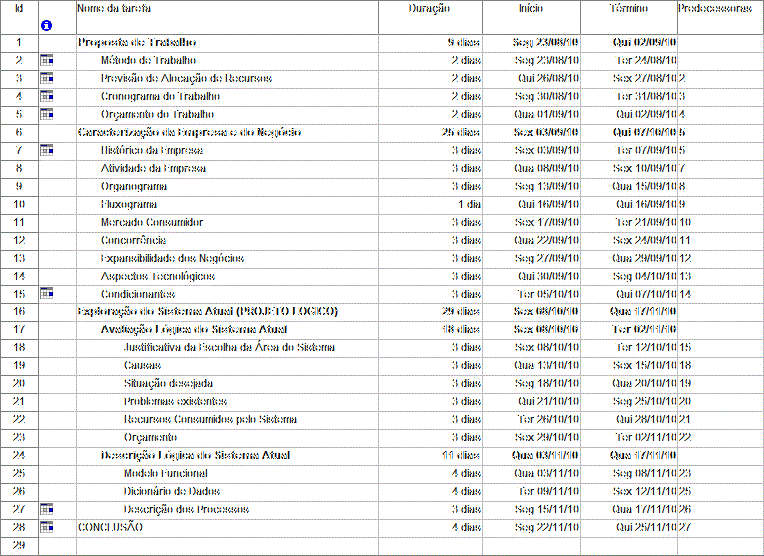 Id Nome da tarefa Duração Início Término Predecessoras
1 Proposta de Trabalho 9 dias Seg 23/08/10 Qui 02/09/10
2 Método de Trabalho 2 dias Seg 23/08/10 Ter 24/08/10
3 Previsão de Alocação de Recursos 2 dias Qui 26/08/10 Sex 27/08/10 2
4 Cronograma do Trabalho 2 dias Seg 30/08/10 Ter 31/08/10 3
5 Orçamento do Trabalho 2 dias Qua 01/09/10 Qui 02/09/10 4
6 Caracterização da Empresa e do Negócio 25 dias Sex 03/09/10 Qui 07/10/10 5
7 Histórico da Empresa 3 dias Sex 03/09/10 Ter 07/09/10 5
8 Atividade da Empresa 3 dias Qua 08/09/10 Sex 10/09/10 7
9 Organograma 3 dias Seg 13/09/10 Qua 15/09/10 8
10 Fluxograma 1 dia Qui 16/09/10 Qui 16/09/10 9
11 Mercado Consumidor 3 dias Sex 17/09/10 Ter 21/09/10 10
12 Concorrência 3 dias Qua 22/09/10 Sex 24/09/10 11
13 Expansibilidade dos Negócios 3 dias Seg 27/09/10 Qua 29/09/10 12
14 Aspectos Tecnológicos 3 dias Qui 30/09/10 Seg 04/10/10 13
15 Condicionantes 3 dias Ter 05/10/10 Qui 07/10/10 14
16 Exploração do Sistema Atual (PROJETO LOGICO) 29 dias Sex 08/10/10 Qua 17/11/10
17 Avaliação Lógica do Sistema Atual 18 dias Sex 08/10/10 Ter 02/11/10
18 Justificativa da Escolha da Área do Sistema 3 dias Sex 08/10/10 Ter 12/10/10 15
19 Causas 3 dias Qua 13/10/10 Sex 15/10/10 18
20 Situação desejada 3 dias Seg 18/10/10 Qua 20/10/10 19
21 Problemas existentes 3 dias Qui 21/10/10 Seg 25/10/10 20
22 Recursos Consumidos pelo Sistema 3 dias Ter 26/10/10 Qui 28/10/10 21
23 Orçamento 3 dias Sex 29/10/10 Ter 02/11/10 22
24 Descrição Lógica do Sistema Atual 11 dias Qua 03/11/10 Qua 17/11/10
25 Modelo Funcional 4 dias Qua 03/11/10 Seg 08/11/10 23
26 Dicionário de Dados 4 dias Ter 09/11/10 Sex 12/11/10 25
27 Descrição dos Processos 3 dias Seg 15/11/10 Qua 17/11/10 26
28 CONCLUSÃO 4 dias Seg 22/11/10 Qui 25/11/10 27
29